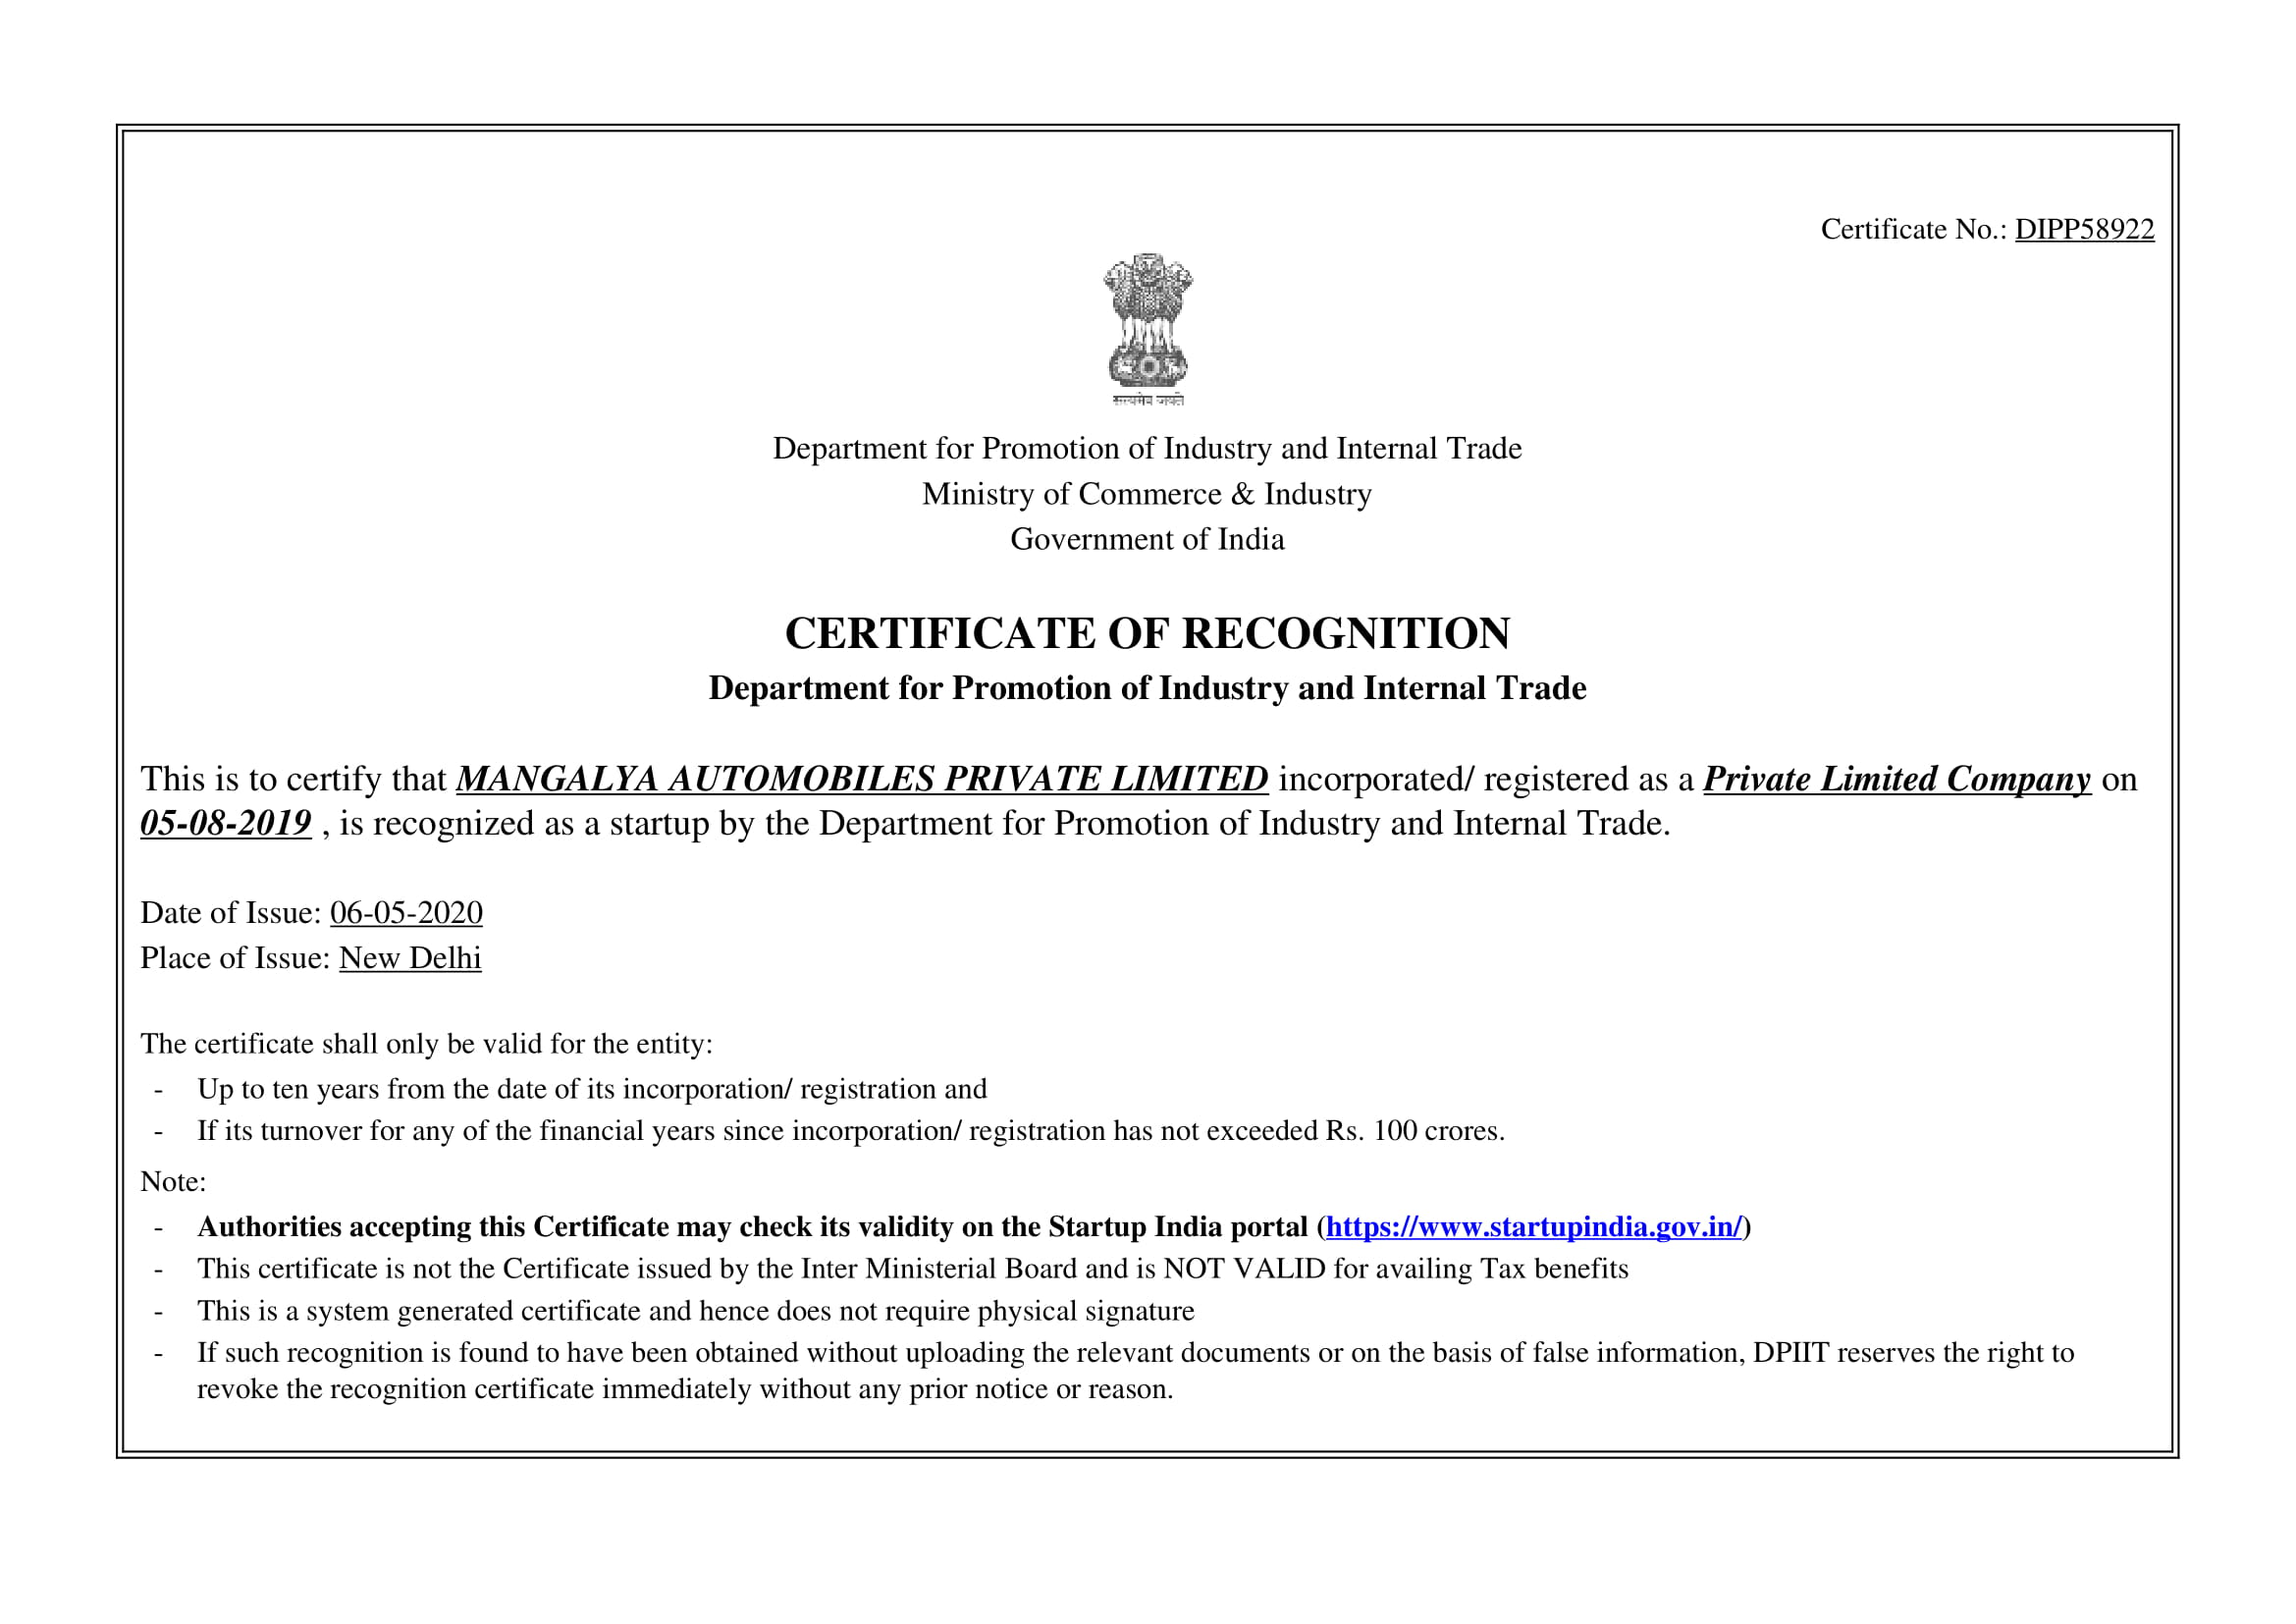 Certificate No.: DIPP58922
सत्यमेव जयते
Department for Promotion of Industry and Internal Trade
Ministry of Commerce & Industry
Government of India
CERTIFICATE OF RECOGNITION
Department for Promotion of Industry and Internal Trade
This is to certify that MANGALYA AUTOMOBILES PRIVATE LIMITED incorporated/ registered as a Private Limited Company on
05-08-2019 , is recognized as a startup by the Department for Promotion of Industry and Internal Trade.
Date of Issue: 06-05-2020
Place of Issue: New Delhi
The certificate shall only be valid for the entity:
- Up to ten years from the date of its incorporation/ registration and
- If its turnover for any of the financial years since incorporation/ registration has not exceeded Rs. 100 crores.
Note:
- Authorities accepting this Certificate may check its validity on the Startup India portal (https://www.startupindia.gov.in/)
- This certificate is not the Certificate issued by the Inter Ministerial Board and is NOT VALID for availing Tax benefits
- This is a system generated certificate and hence does not require physical signature
- If such recognition is found to have been obtained without uploading the relevant documents or on the basis of false information, DPIIT reserves the right to
revoke the recognition certificate immediately without any prior notice or reason.